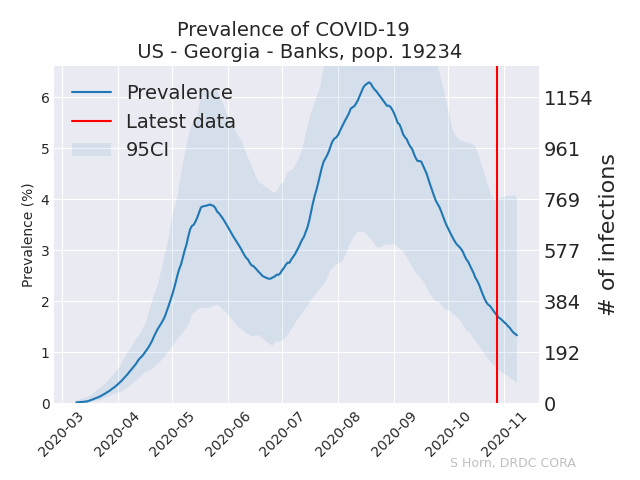 Prevalence of COVID-19
US - Georgia - Banks, pop. 19234
Prevalence
Latest data
95CI
Prevalence (%)
6
5
4
3
2
1
0
1154
961
769
577
384
192
0
# of infections
2020-03
2020-04
2020-05
2020-06
2020-07
2020-08
2020-09
2020-10
2020-11
S Horn, DRDC CORA